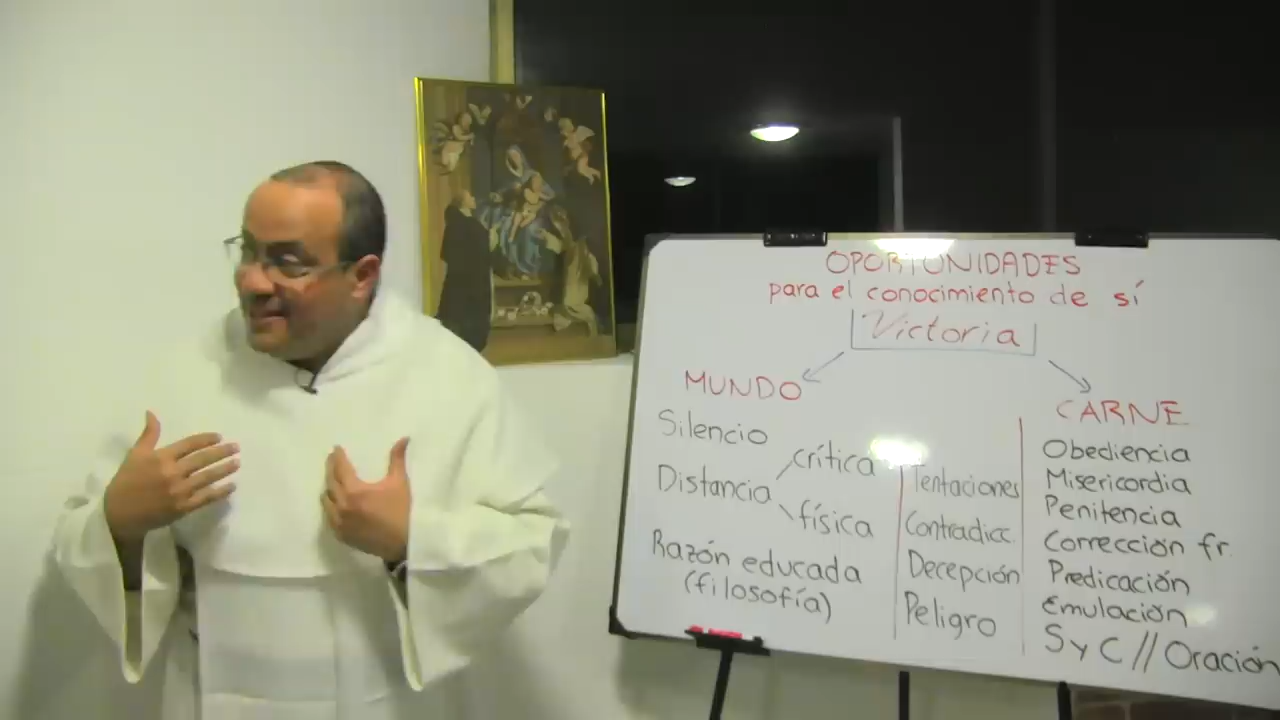 OPORTUNIDADES
para el conocimiento de sí
Victoria
MUNDO
Silencio
Distancia
crítica
física
Razón educada
(filosofía)
Tentaciones
Contradicc.
Decepción
Peligro
CARNE
Obediencia
Misericordia
Penitencia
Corrección fr.
Predicación
Emulación
S y C // Oración